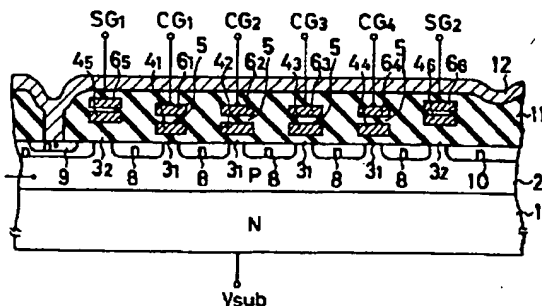 SG1 CG1 CG2 CG3 CG4 SG2
45 65 41 61 5 42 62 5 43 63 5 44 64 5 46 66 12
11
n n+ n n n n n n
9 32 8 31 8 31 8 31 8 31 8 32 10 2
P
1
N
Vsub